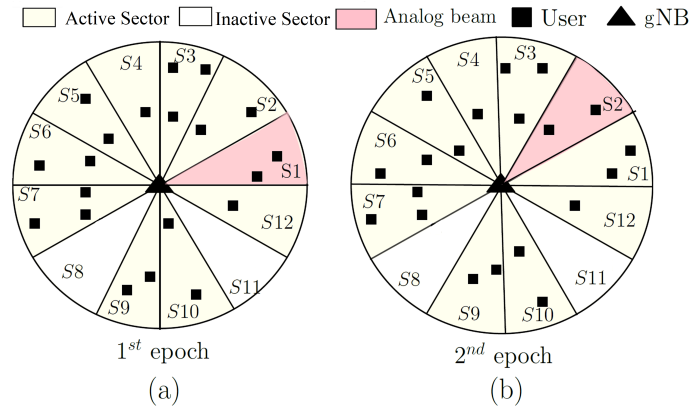 Active Sector Inactive Sector Analog beam User gNB
S1
S2
S3
S4
S5
S6
S7
S8
S9
S10
S11
S12
1st epoch
(a)
S1
S2
S3
S4
S5
S6
S7
S8
S9
S10
S11
S12
2nd epoch
(b)